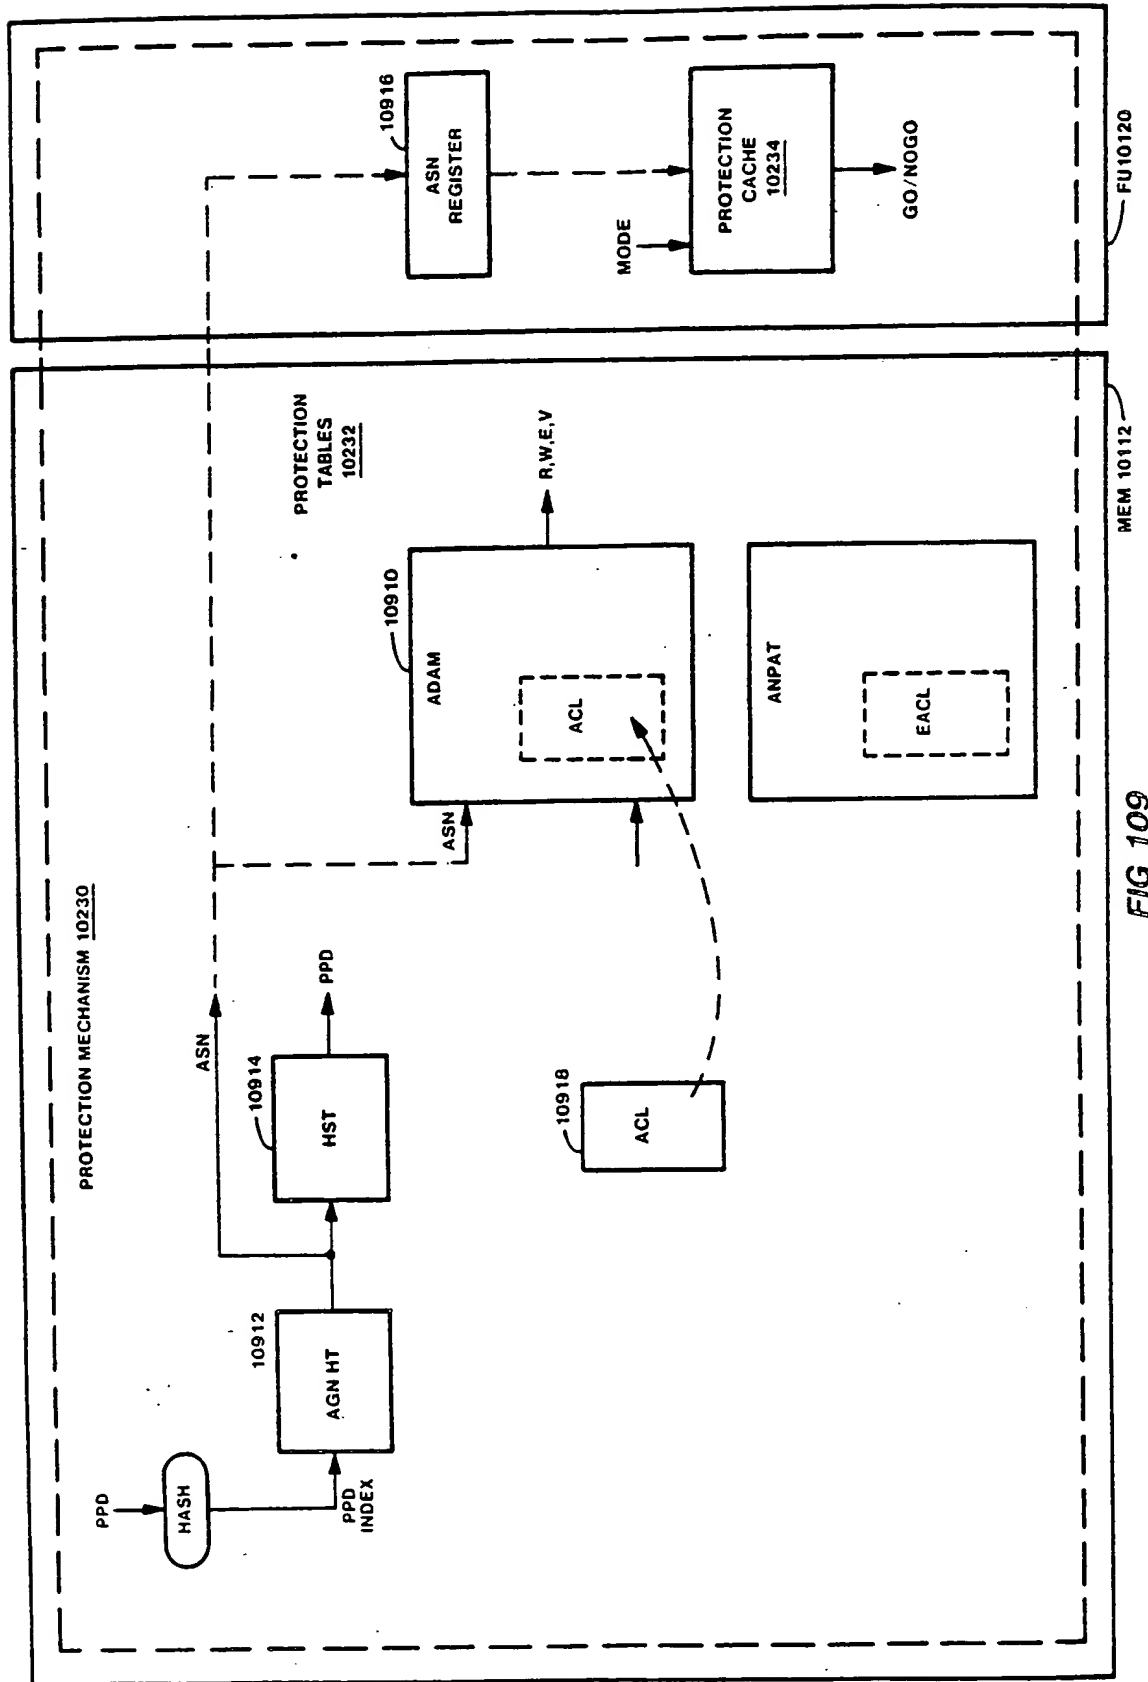 PROTECTION MECHANISM 10230
PPD
HASH
PPD
INDEX
10912
AGN HT
ASN
10914
HST
PPD
10918
ACL
PROTECTION
TABLES
10232
ASN
10910
ADAM
ACL
R,W,E,V
ANPAT
EACL
MEM 10112
10916
ASN
REGISTER
MODE
PROTECTION
CACHE
10234
GO/NOGO
FU10120
FIG 109